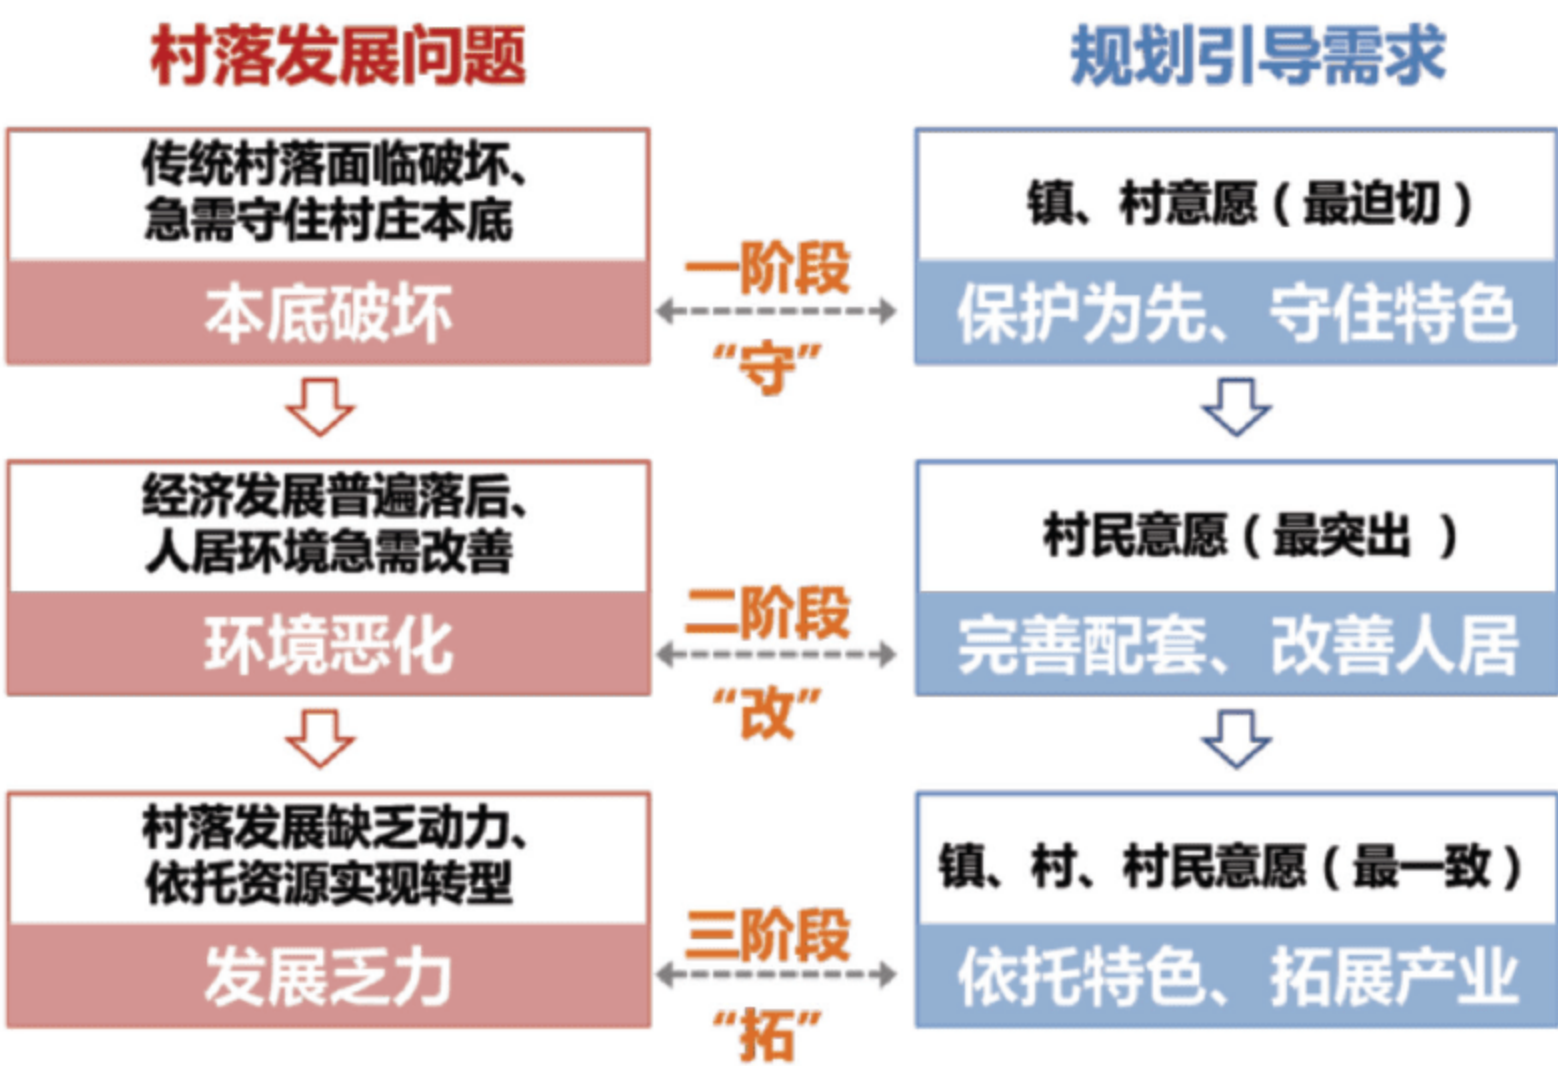 村落发展问题
规划引导需求
传统村落面临破坏、
急需守住村庄本底
本底破坏
一阶段
“守”
镇、村意愿（最迫切）
保护为先、守住特色
经济发展普遍落后、
人居环境急需改善
环境恶化
二阶段
“改”
村民意愿（最突出 ）
完善配套、改善人居
村落发展缺乏动力、
依托资源实现转型
发展乏力
三阶段
“拓”
镇、村、村民意愿（最一致）
依托特色、拓展产业